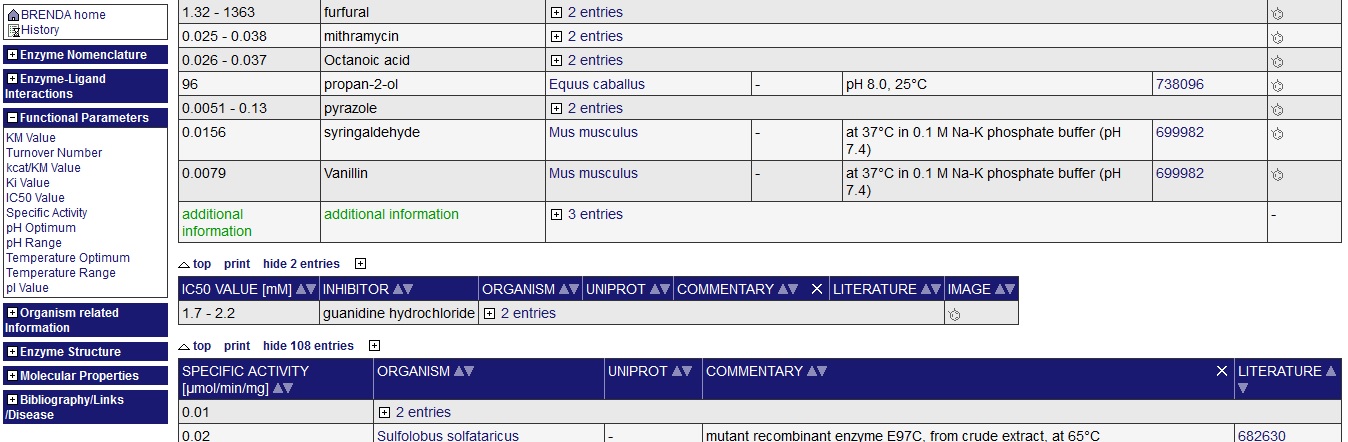 BRENDA home
History
Enzyme Nomenclature
Enzyme-Ligand
Interactions
Functional Parameters
KM Value
Turnover Number
kcat/KM Value
Ki Value
IC50 Value
Specific Activity
pH Optimum
pH Range
Temperature Optimum
Temperature Range
pI Value
Organism related
Information
Enzyme Structure
Molecular Properties
Bibliography/Links
/Disease
1.32 - 1363 furfural 2 entries
0.025 - 0.038 mithramycin 2 entries
0.026 - 0.037 Octanoic acid 2 entries
96 propan-2-ol Equus caballus - pH 8.0, 25°C 738096
0.0051 - 0.13 pyrazole 2 entries
0.0156 syringaldehyde Mus musculus - at 37°C in 0.1 M Na-K phosphate buffer (pH 699982
7.4)
0.0079 Vanillin Mus musculus - at 37°C in 0.1 M Na-K phosphate buffer (pH 699982
7.4)
additional additional information 3 entries -
information
top print hide 2 entries
IC50 VALUE [mM] INHIBITOR ORGANISM UNIPROT COMMENTARY LITERATURE IMAGE
1.7 - 2.2 guanidine hydrochloride 2 entries
top print hide 108 entries
SPECIFIC ACTIVITY ORGANISM UNIPROT COMMENTARY LITERATURE
[µmol/min/mg]
0.01 2 entries
0.02 Sulfolobus solfataricus - mutant recombinant enzyme E97C, from crude extract, at 65°C 682630